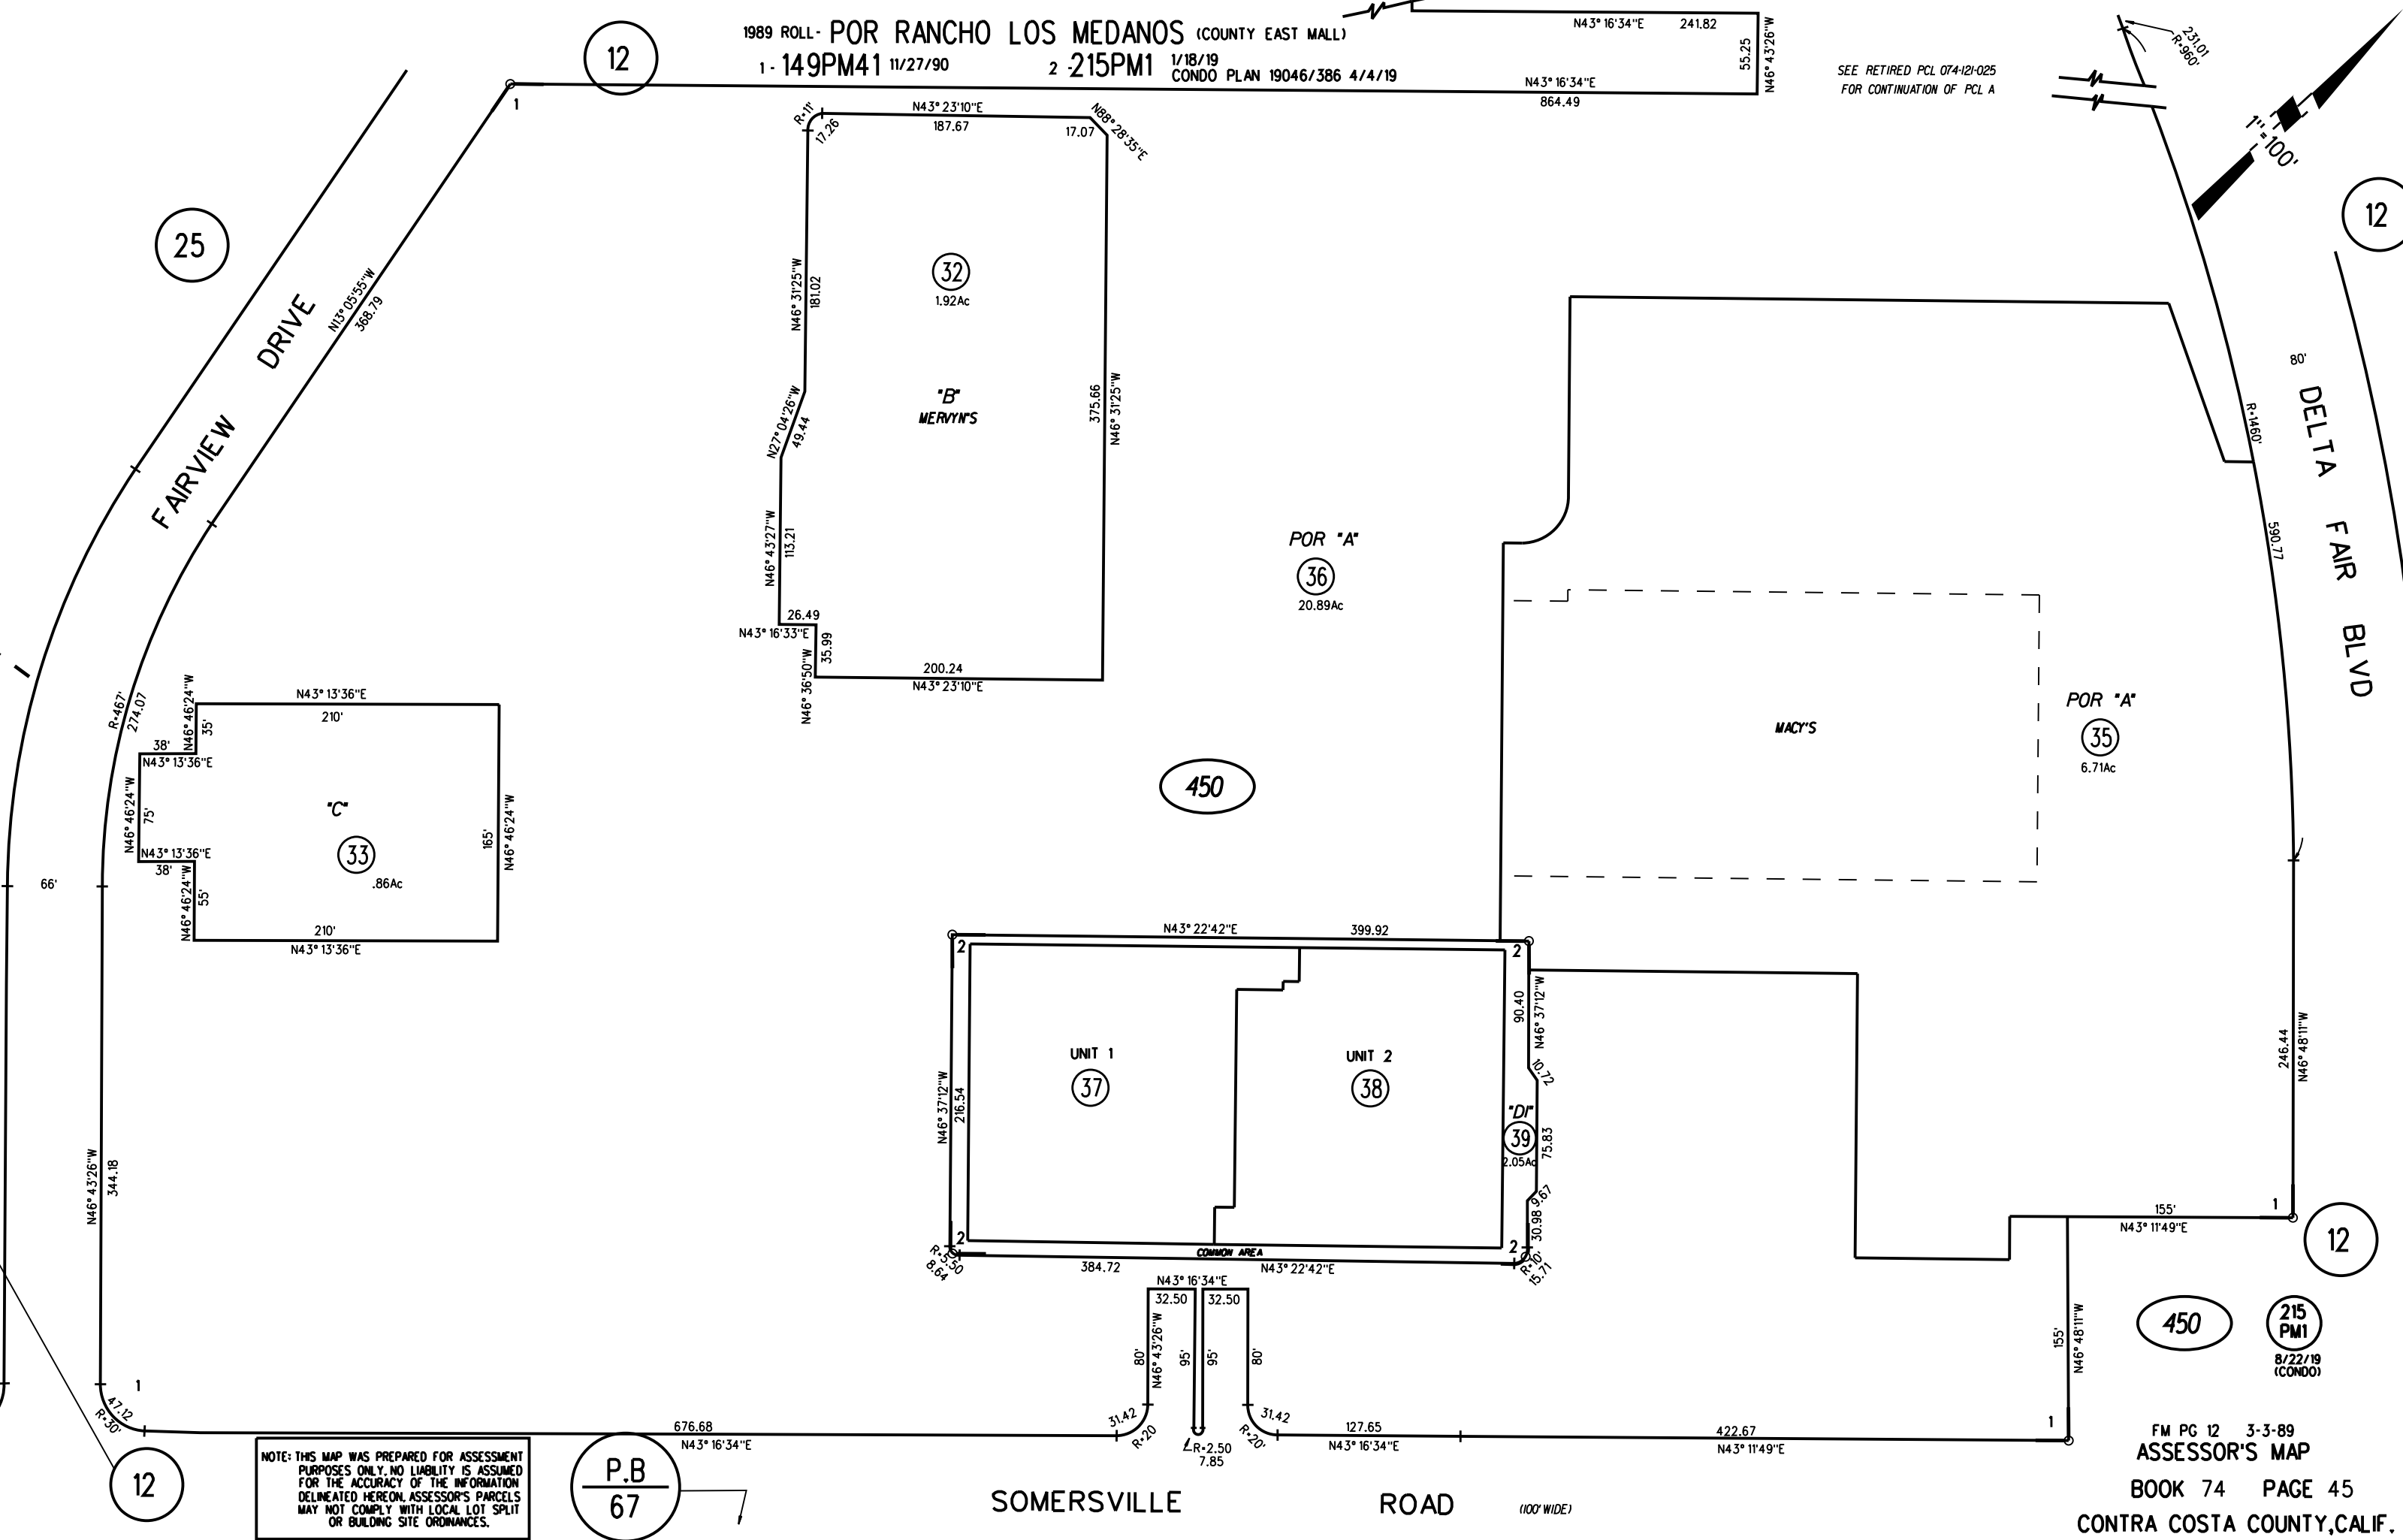 1989 ROLL- POR RANCHO LOS MEDANOS (COUNTY EAST MALL)
1 - 149PM41 11/27/90 2 -215PM1 1/18/19
CONDO PLAN 19046/386 4/4/19
12
N43°16'34"E 241.82
55.25
N46°43'26"W
N43°16'34"E
864.49
SEE RETIRED PCL 074-121-025
FOR CONTINUATION OF PCL A
231.01
R=960'
1"=100'
12
1
25
FAIRVIEW DRIVE
N13°05'55"W
368.79
R=11'
17.26
N43°23'10"E
187.67
17.07
N88°28'35"E
N46°31'25"W
181.02
32
1.92Ac
"B"
MERVYN'S
375.66
N46°31'25"W
N27°04'26"W
49.44
N46°43'27"W
113.21
26.49
N43°16'33"E
N46°36'50"W
35.99
200.24
N43°23'10"E
POR "A"
36
20.89Ac
80'
DELTA FAIR BLVD
R=1460'
590.77
MACY'S
POR "A"
35
6.71Ac
450
R=467'
274.07
N46°46'24"W
35'
N43°13'36"E
210'
38'
N43°13'36"E
N46°46'24"W
75'
"C"
33
.86Ac
165'
N46°46'24"W
N43°13'36"E
38'
N46°46'24"W
55'
210'
N43°13'36"E
66'
N43°22'42"E 399.92
2
2
N46°37'12"W
216.54
UNIT 1
37
UNIT 2
38
90.40
N46°37'12"W
10.72
"D1"
39
2.05Ac
75.83
9.67
30.98
2
2
COMMON AREA
R=5.50
8.64
384.72 N43°22'42"E
R=10'
15.71
246.44
N46°48'11"W
155'
N43°11'49"E
1
12
N46°43'26"W
344.18
N43°16'34"E
32.50 32.50
80'
N46°43'26"W
95'
95'
80'
31.42
R=20
R=2.50
7.85
31.42
R=20'
1
47.12
R=30'
676.68
N43°16'34"E
127.65
N43°16'34"E
422.67
N43°11'49"E
155'
N46°48'11"W
1
450
215
PM1
8/22/19
(CONDO)
12
NOTE: THIS MAP WAS PREPARED FOR ASSESSMENT
PURPOSES ONLY. NO LIABILITY IS ASSUMED
FOR THE ACCURACY OF THE INFORMATION
DELINEATED HEREON. ASSESSOR'S PARCELS
MAY NOT COMPLY WITH LOCAL LOT SPLIT
OR BUILDING SITE ORDINANCES.
P.B
67
SOMERSVILLE ROAD (100' WIDE)
FM PG 12 3-3-89
ASSESSOR'S MAP
BOOK 74 PAGE 45
CONTRA COSTA COUNTY,CALIF.